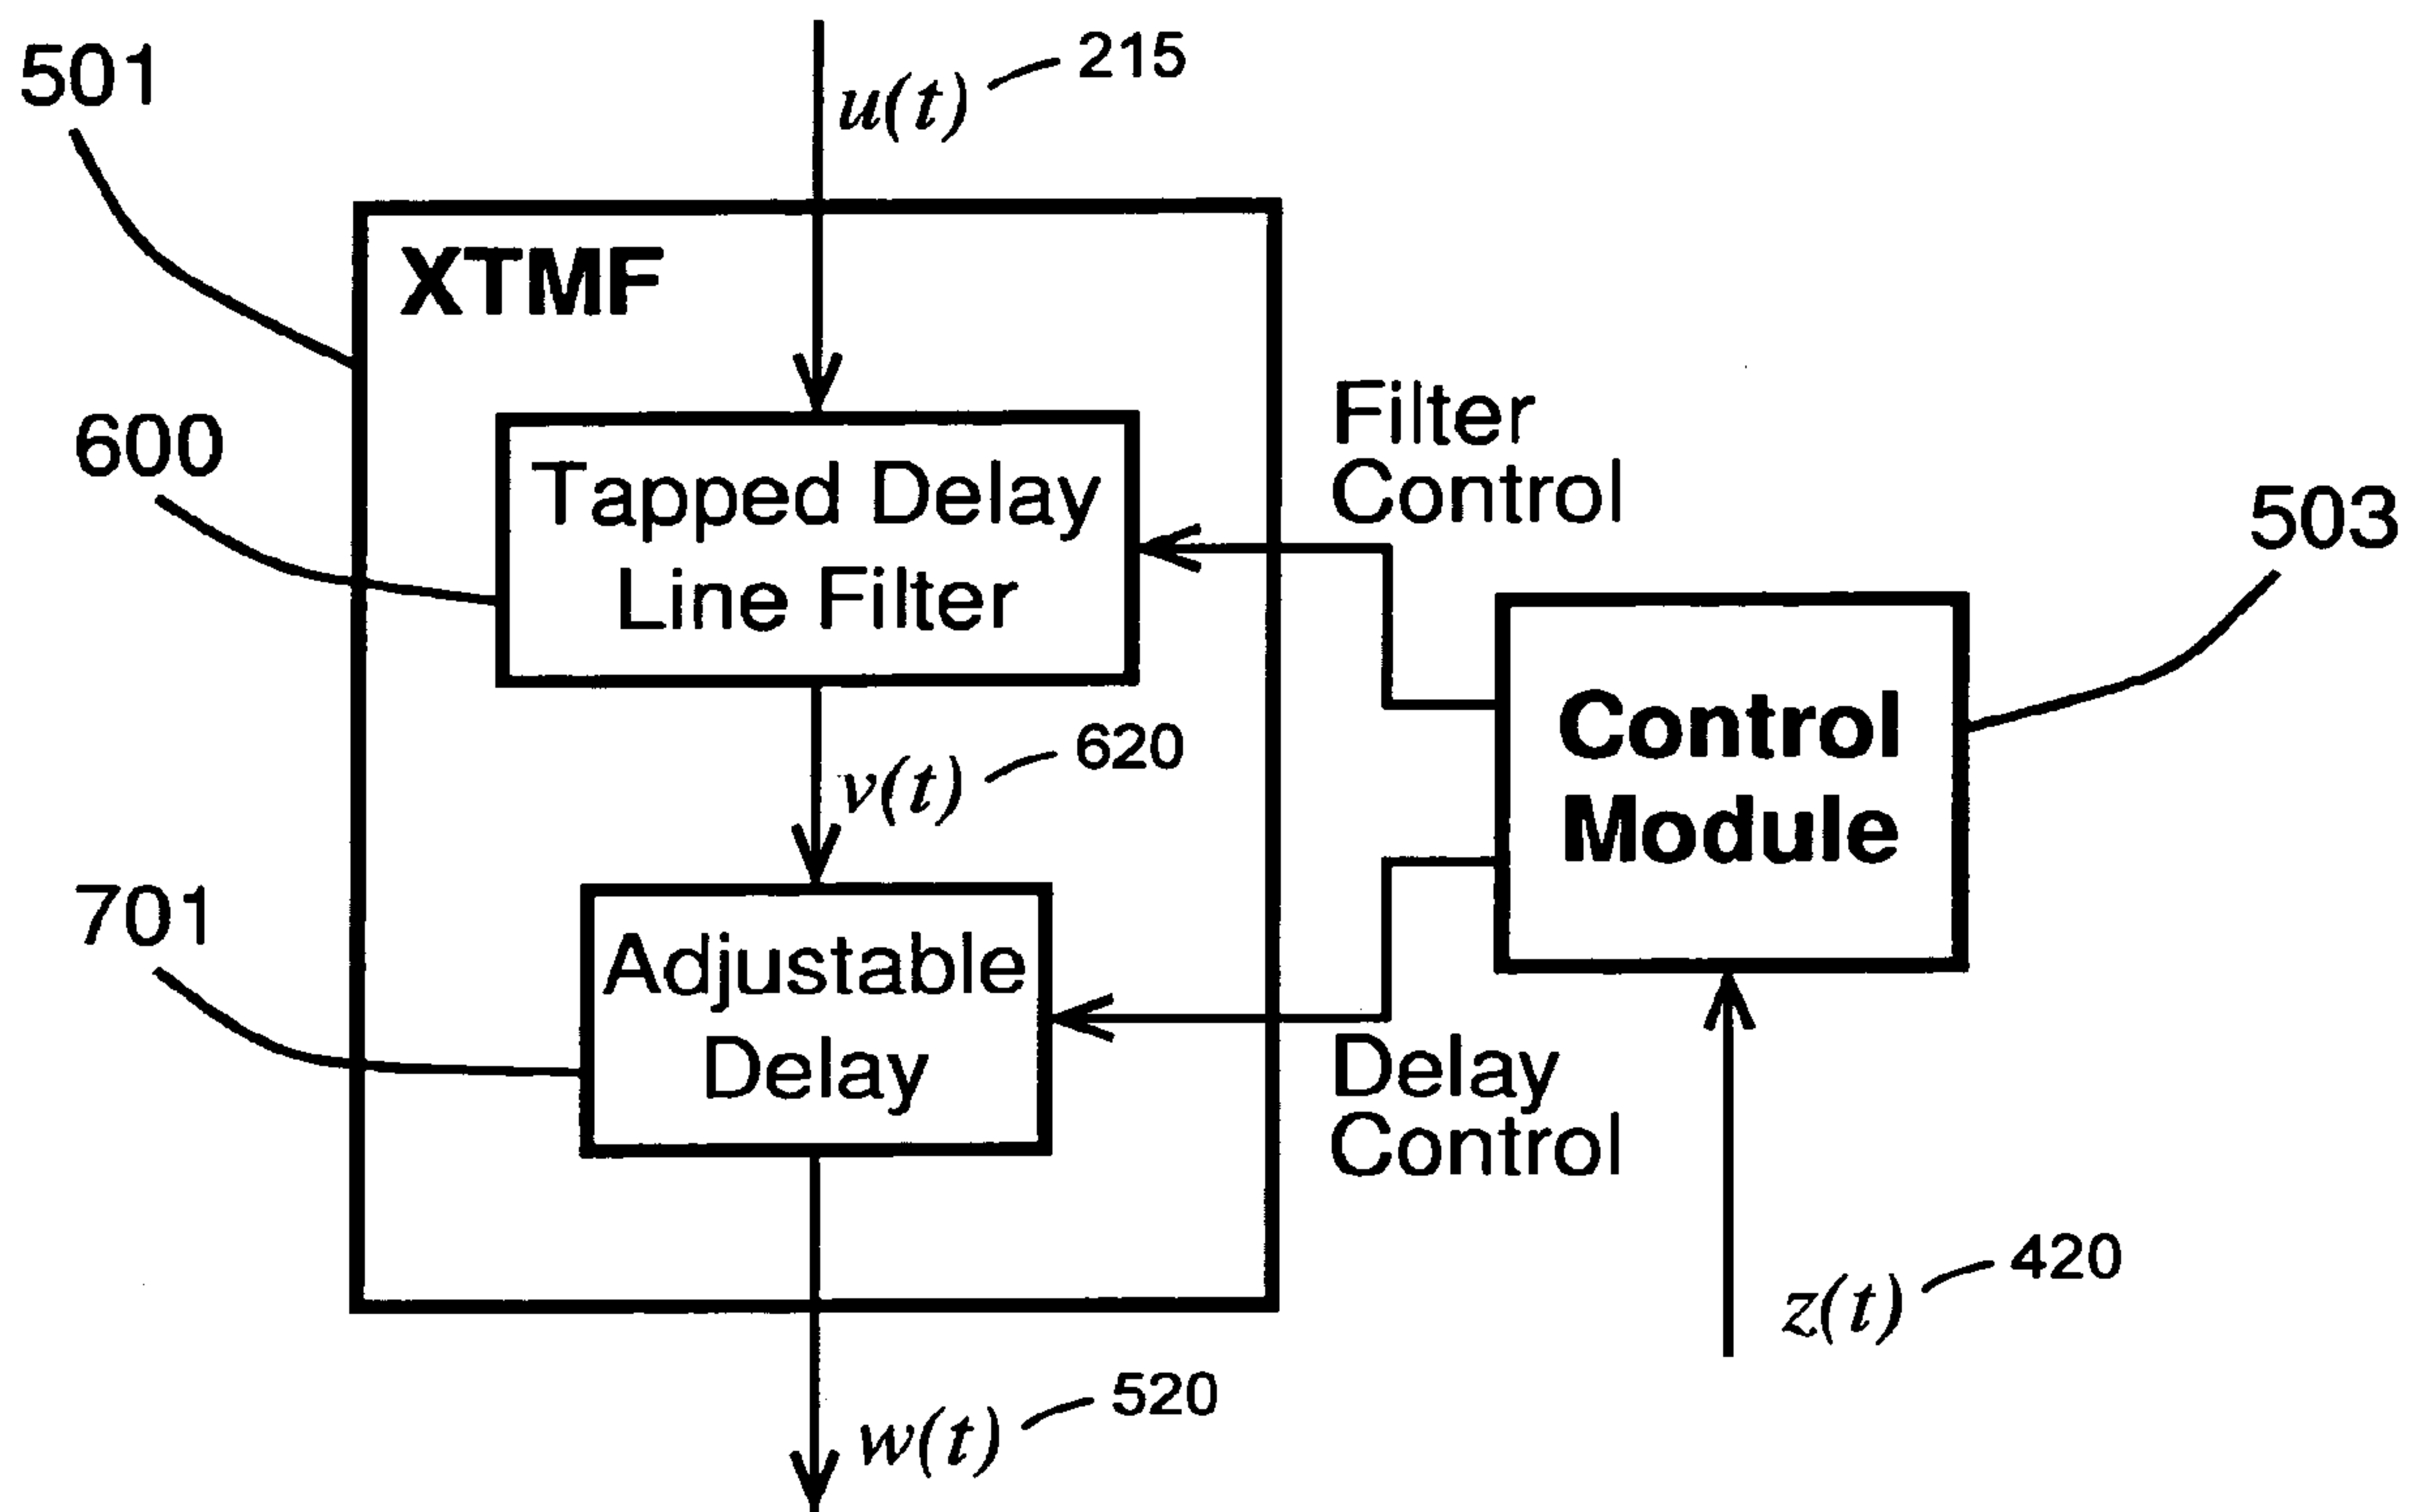 501
u(t)
215
XTMF
600
Tapped Delay
Line Filter
Filter
Control
503
Control
Module
v(t)
620
701
Adjustable
Delay
Delay
Control
z(t)
420
w(t)
520